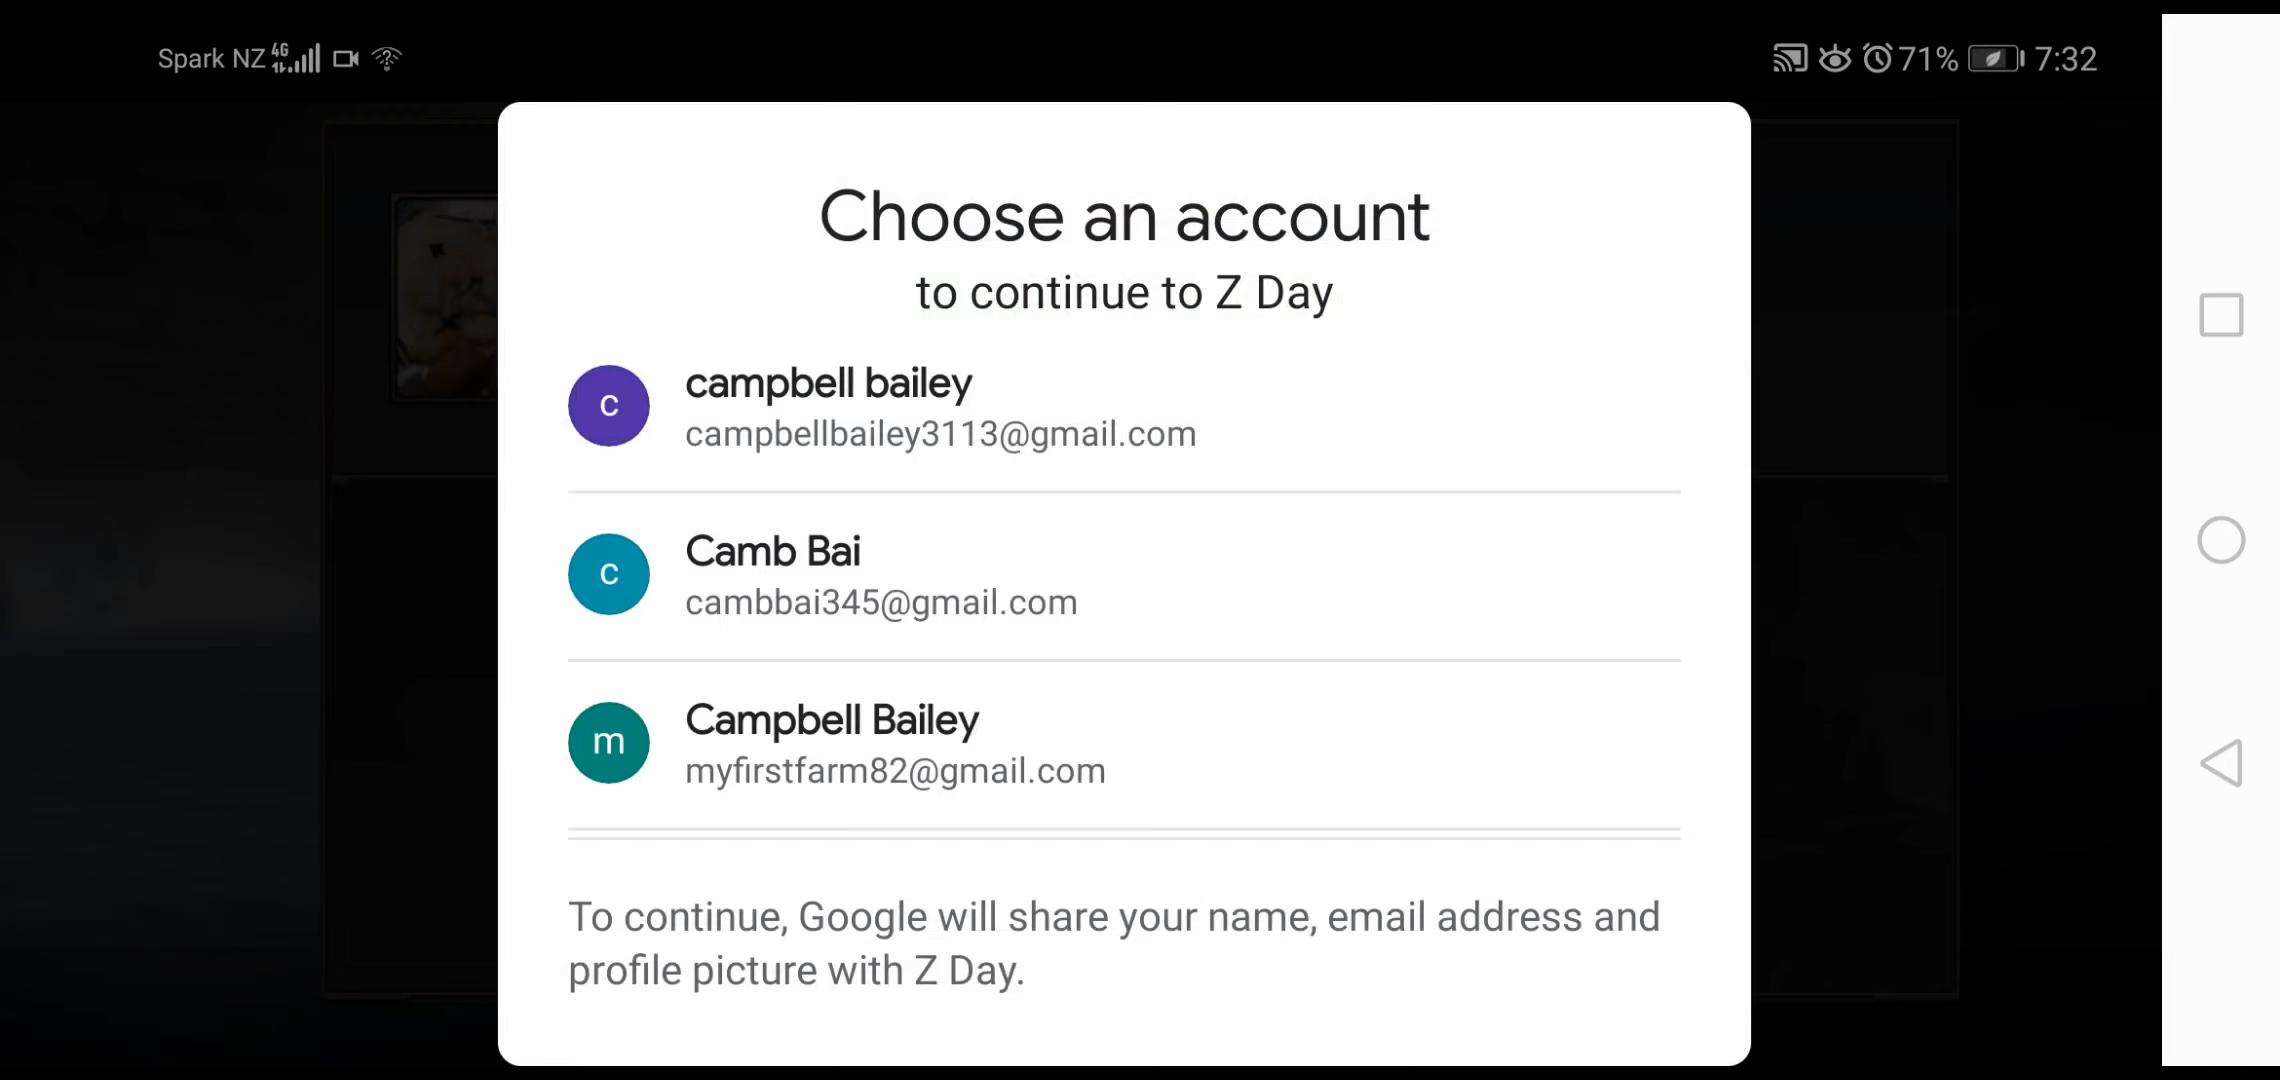 Spark NZ 4G 71% 7:32
Choose an account
to continue to Z Day
c campbell bailey
campbellbailey3113@gmail.com
c Camb Bai
cambbai345@gmail.com
m Campbell Bailey
myfirstfarm82@gmail.com
To continue, Google will share your name, email address and
profile picture with Z Day.